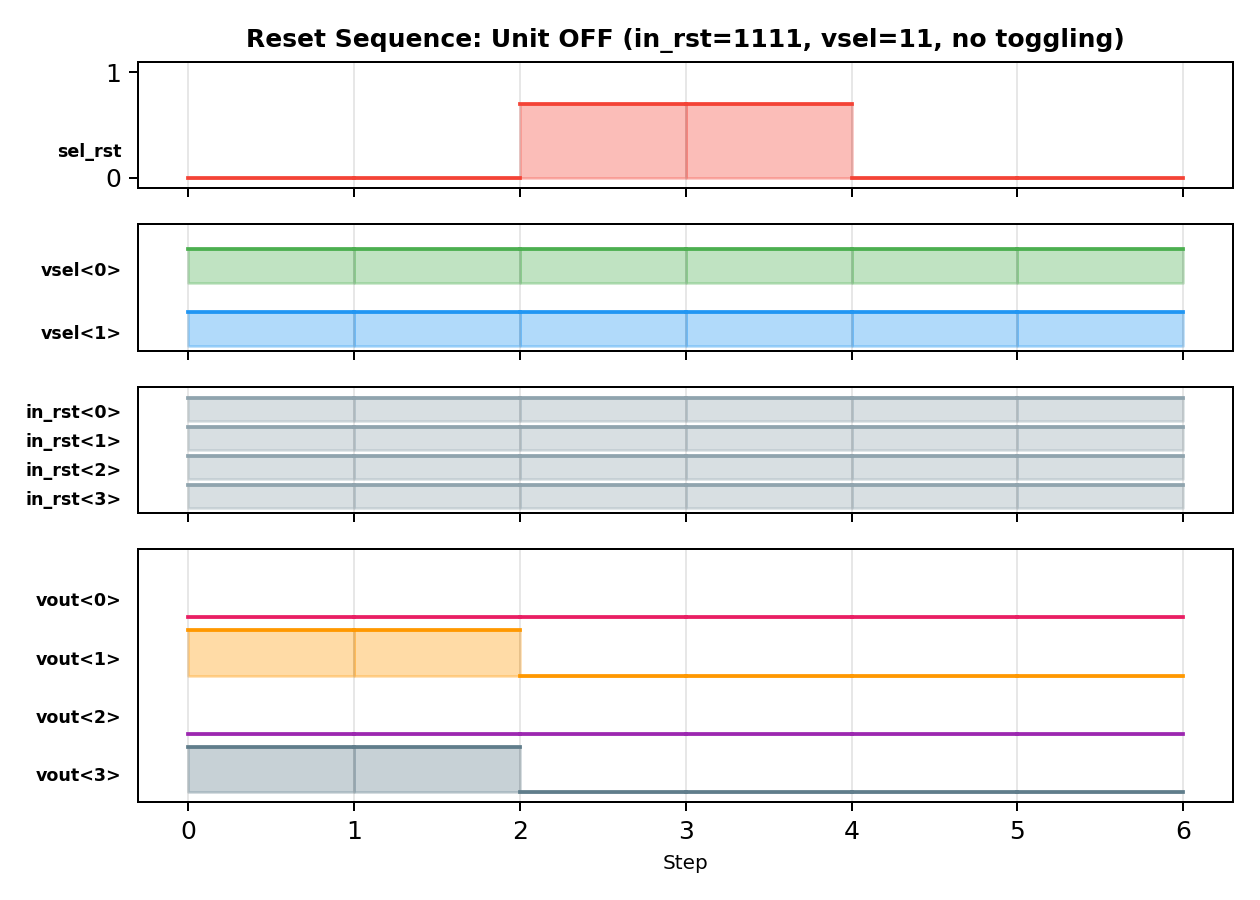 Reset Sequence: Unit OFF (in_rst=1111, vsel=11, no toggling)
1
sel_rst
0
vsel<0>
vsel<1>
in_rst<0>
in_rst<1>
in_rst<2>
in_rst<3>
vout<0>
vout<1>
vout<2>
vout<3>
0 1 2 3 4 5 6
Step